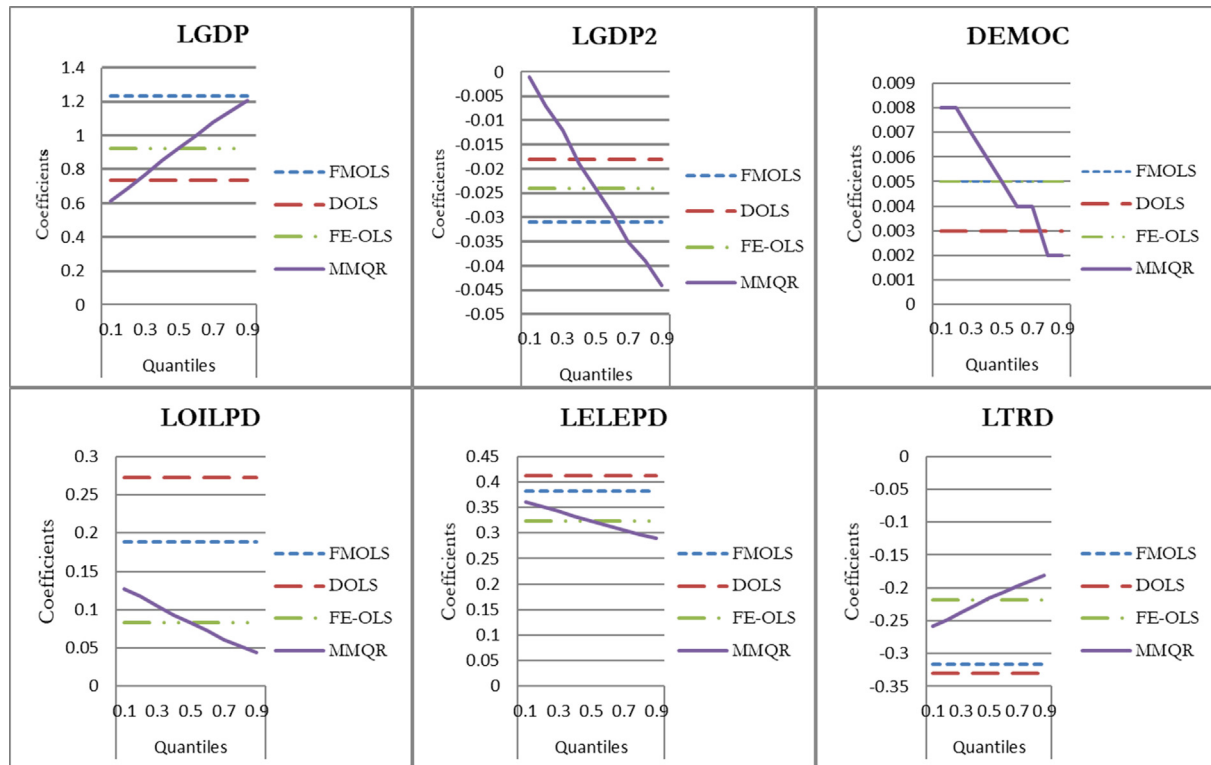 LGDP
Coefficients
1.4
1.2
1
0.8
0.6
0.4
0.2
0
0.1 0.3 0.5 0.7 0.9
Quantiles
FMOLS
DOLS
FE-OLS
MMQR
LGDP2
Coefficients
0
-0.005
-0.01
-0.015
-0.02
-0.025
-0.03
-0.035
-0.04
-0.045
-0.05
0.1 0.3 0.5 0.7 0.9
Quantiles
FMOLS
DOLS
FE-OLS
MMQR
DEMOC
Coefficients
0.009
0.008
0.007
0.006
0.005
0.004
0.003
0.002
0.001
0
0.1 0.3 0.5 0.7 0.9
Quantiles
FMOLS
DOLS
FE-OLS
MMQR
LOILPD
Coefficients
0.3
0.25
0.2
0.15
0.1
0.05
0
0.1 0.3 0.5 0.7 0.9
Quantiles
FMOLS
DOLS
FE-OLS
MMQR
LELEPD
Coefficients
0.45
0.4
0.35
0.3
0.25
0.2
0.15
0.1
0.05
0
0.1 0.3 0.5 0.7 0.9
Quantiles
FMOLS
DOLS
FE-OLS
MMQR
LTRD
Coefficients
0
-0.05
-0.1
-0.15
-0.2
-0.25
-0.3
-0.35
0.1 0.3 0.5 0.7 0.9
Quantiles
FMOLS
DOLS
FE-OLS
MMQR